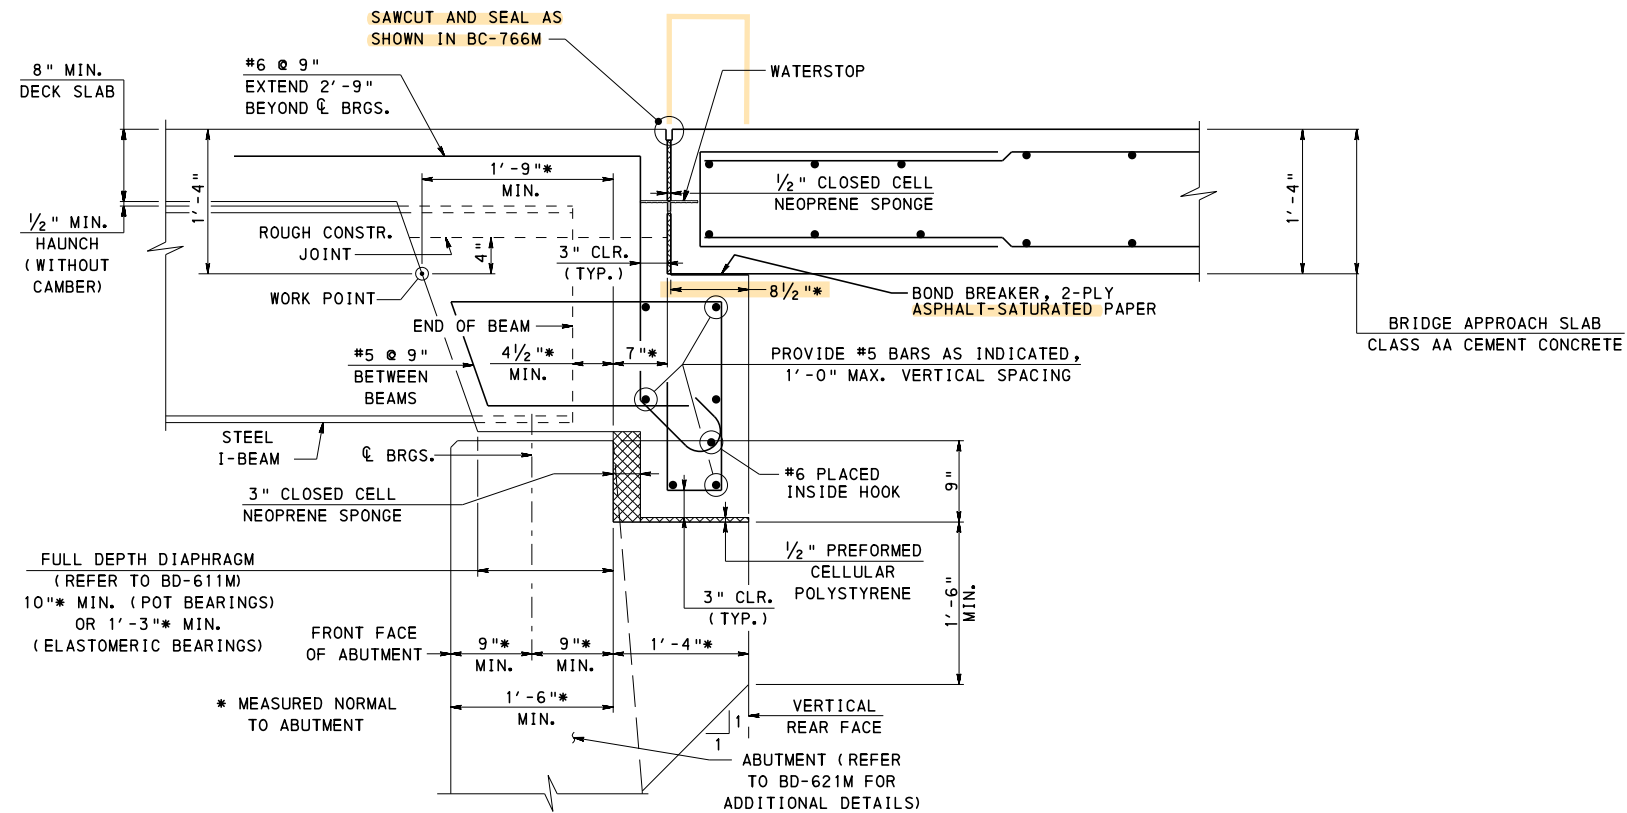 SAWCUT AND SEAL AS
SHOWN IN BC-766M
8" MIN.
DECK SLAB
#6 @ 9"
EXTEND 2'-9"
BEYOND ℄ BRGS.
WATERSTOP
1'-9"*
MIN.
1'-4"
½" CLOSED CELL
NEOPRENE SPONGE
1'-4"
½" MIN.
HAUNCH
(WITHOUT
CAMBER)
ROUGH CONSTR.
JOINT
4"
3" CLR.
(TYP.)
WORK POINT
8½"*
BOND BREAKER, 2-PLY
ASPHALT-SATURATED PAPER
END OF BEAM
BRIDGE APPROACH SLAB
CLASS AA CEMENT CONCRETE
#5 @ 9"
BETWEEN
BEAMS
4½"*
MIN.
7"*
PROVIDE #5 BARS AS INDICATED,
1'-0" MAX. VERTICAL SPACING
STEEL
I-BEAM
℄ BRGS.
#6 PLACED
INSIDE HOOK
9"
3" CLOSED CELL
NEOPRENE SPONGE
½" PREFORMED
CELLULAR
POLYSTYRENE
FULL DEPTH DIAPHRAGM
(REFER TO BD-611M)
10"* MIN. (POT BEARINGS)
OR 1'-3"* MIN.
(ELASTOMERIC BEARINGS)
3" CLR.
(TYP.)
1'-6"
MIN.
FRONT FACE
OF ABUTMENT
9"*
MIN.
9"*
MIN.
1'-4"*
1'-6"*
MIN.
* MEASURED NORMAL
TO ABUTMENT
VERTICAL
REAR FACE
1
1
ABUTMENT (REFER
TO BD-621M FOR
ADDITIONAL DETAILS)